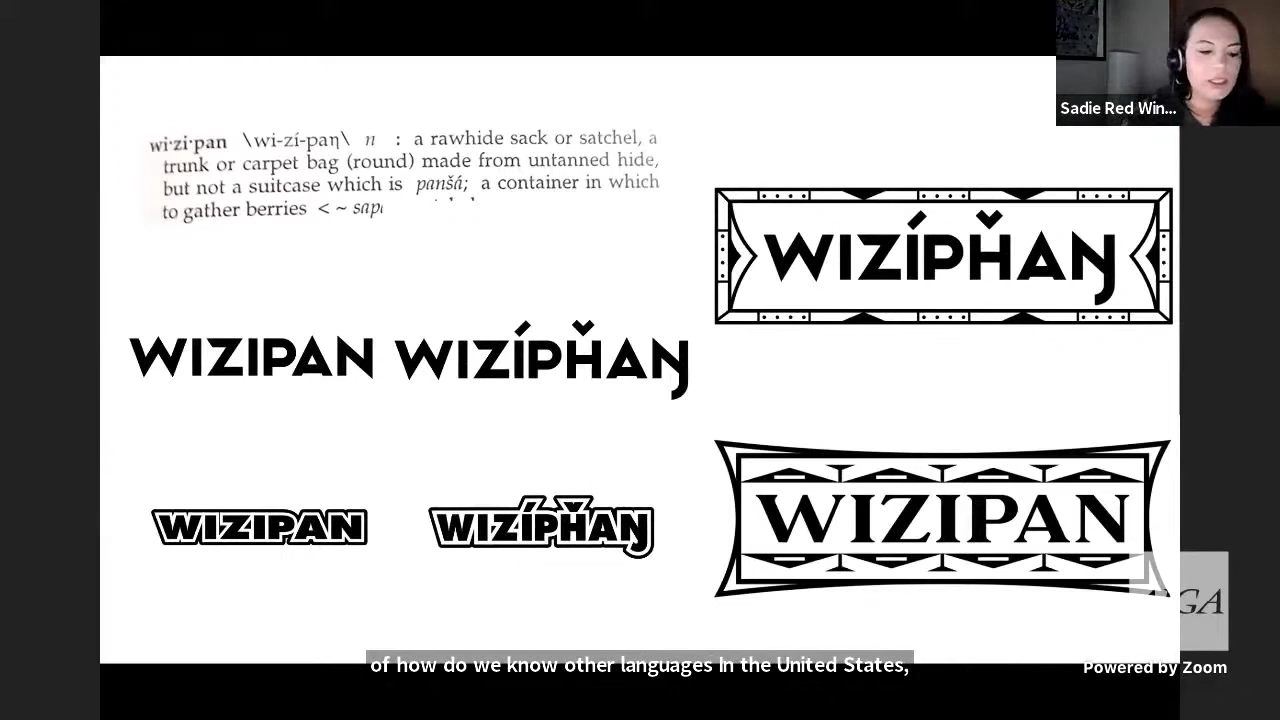 Sadie Red Win...
wi·zi·pan \wi-zí-paŋ\ n : a rawhide sack or satchel, a
trunk or carpet bag (round) made from untanned hide,
but not a suitcase which is panšá; a container in which
to gather berries < ~
WIZÍPȞAŊ
WIZIPAN WIZÍPȞAŊ
WIZIPAN WIZÍPȞAŊ
WIZIPAN
GA
of how do we know other languages In the United States,
Powered by Zoom